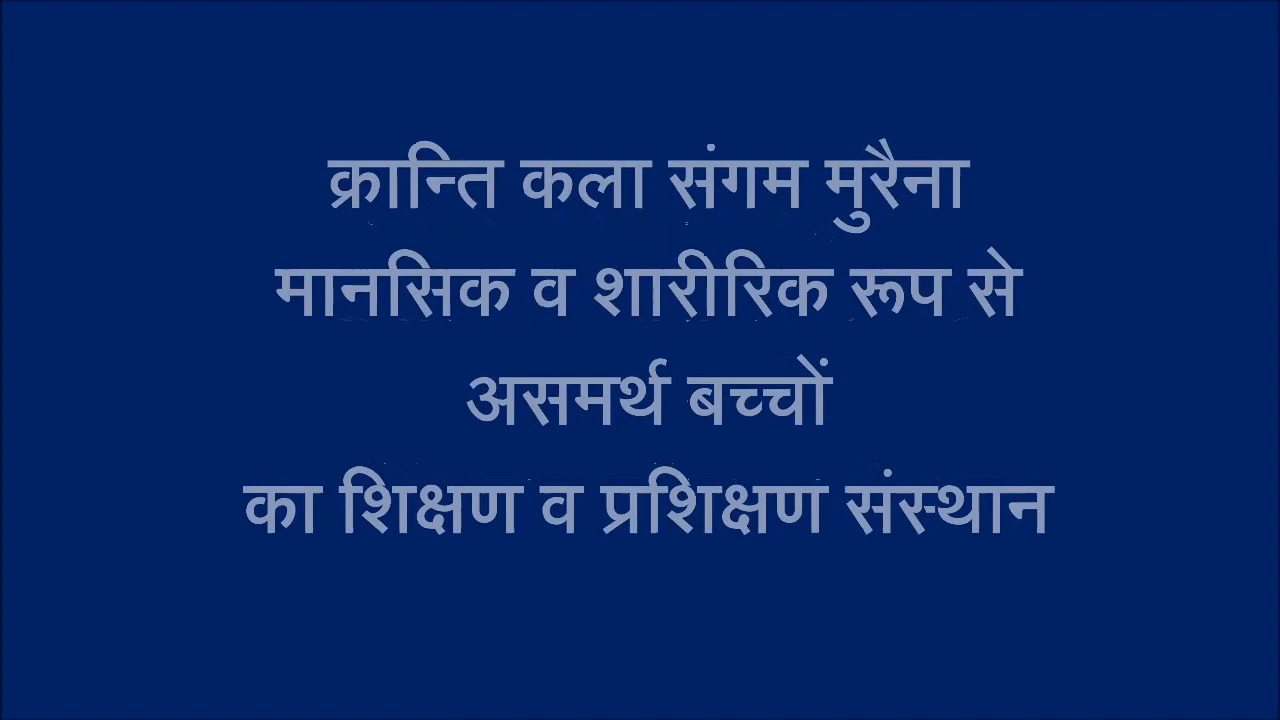 क्रान्ति कला संगम मुरैना
मानसिक व शारीरिक रूप से
असमर्थ बच्चों
का शिक्षण व प्रशिक्षण संस्थान